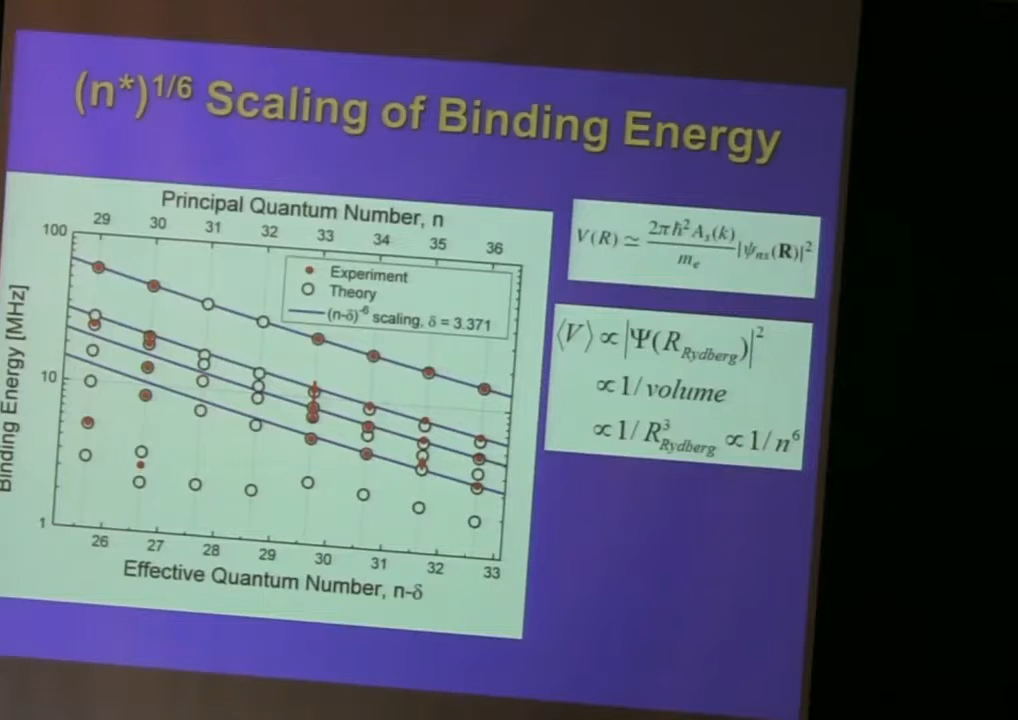 (n*)^1/6 Scaling of Binding Energy
Principal Quantum Number, n
29 30 31 32 33 34 35 36
100
10
1
Binding Energy [MHz]
Experiment
Theory
(n-δ)^-6 scaling, δ = 3.371
26 27 28 29 30 31 32 33
Effective Quantum Number, n-δ
V(R) ≃ 2πħ²A_s(k)/m_e |ψ_ns(R)|²
⟨V⟩ ∝ |Ψ(R_Rydberg)|²
∝ 1/volume
∝ 1/R³_Rydberg ∝ 1/n⁶